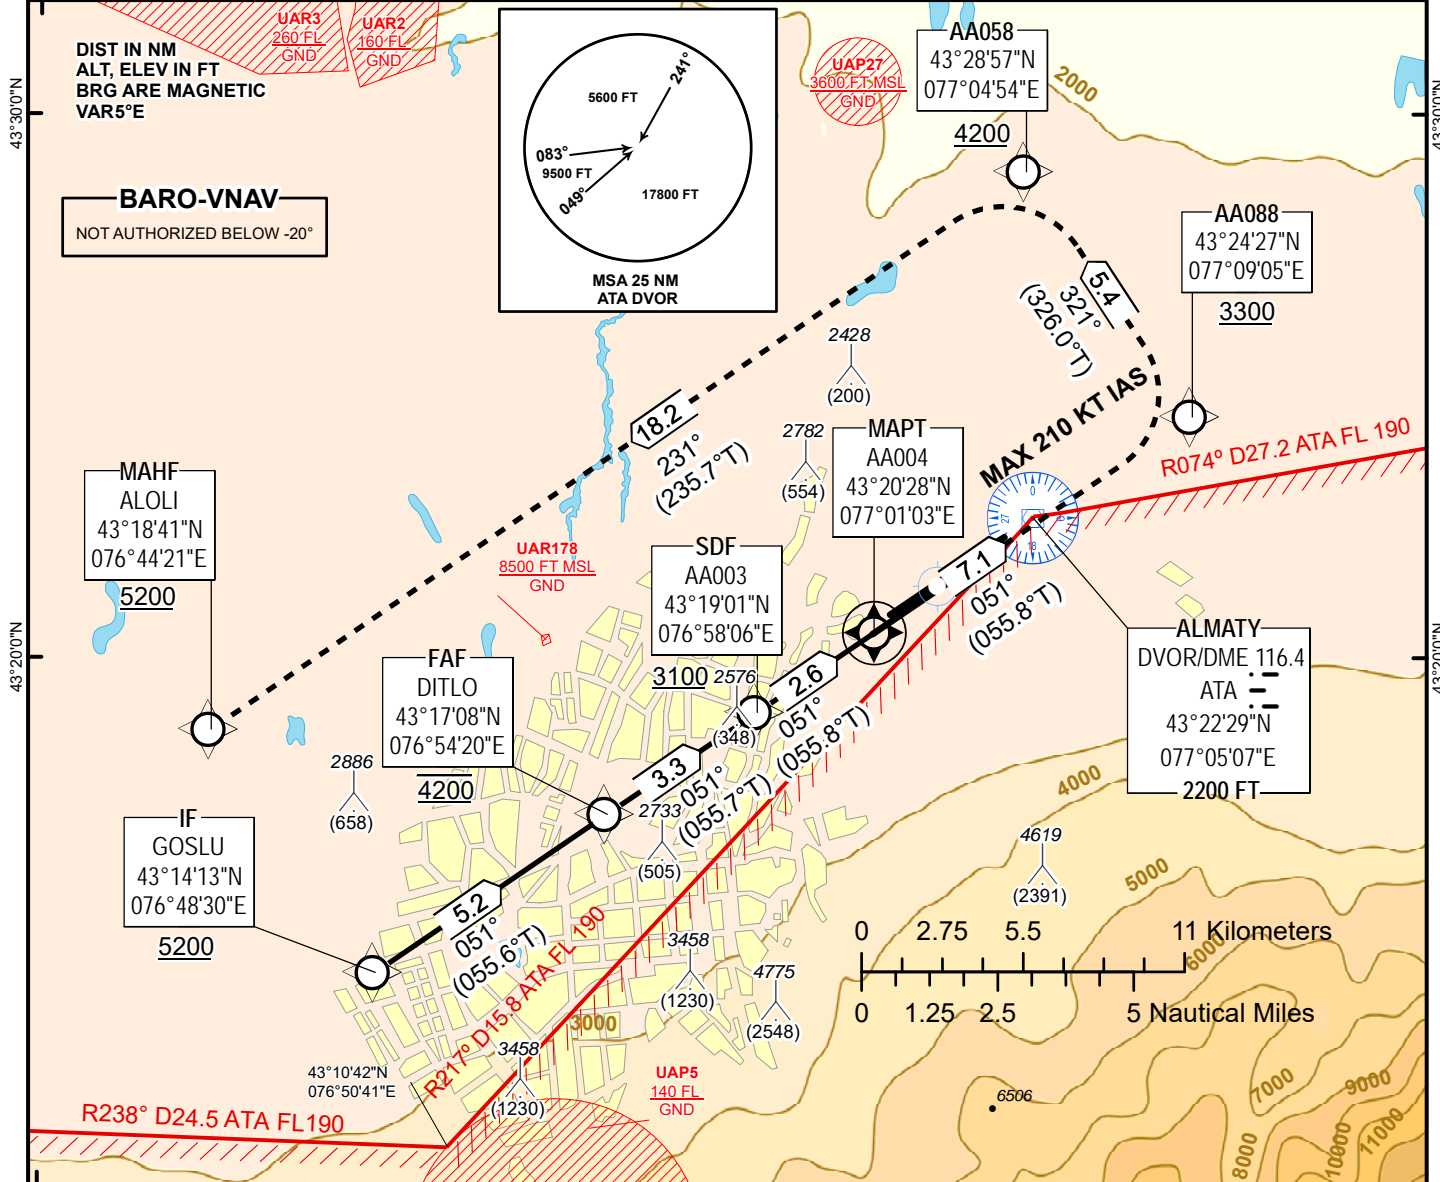 UAR3
260 FL
GND
UAR2
160 FL
GND
DIST IN NM
ALT, ELEV IN FT
BRG ARE MAGNETIC
VAR5°E
BARO-VNAV
NOT AUTHORIZED BELOW -20°
241°
5600 FT
083°
9500 FT
049°
17800 FT
MSA 25 NM
ATA DVOR
UAP27
3600 FT MSL
GND
AA058
43°28'57"N
077°04'54"E
4200
2000
43°30'0"N
43°30'0"N
AA088
43°24'27"N
077°09'05"E
3300
5.4
321°
(326.0°T)
MAX 210 KT IAS
R074° D27.2 ATA FL 190
2428
(200)
2782
(554)
18.2
231°
(235.7°T)
MAPT
AA004
43°20'28"N
077°01'03"E
MAHF
ALOLI
43°18'41"N
076°44'21"E
5200
UAR178
8500 FT MSL
GND
SDF
AA003
43°19'01"N
076°58'06"E
3100
2576
(348)
0
9
18
27
7.1
051°
(055.8°T)
ALMATY
DVOR/DME 116.4
ATA
43°22'29"N
077°05'07"E
2200 FT
43°20'0"N
43°20'0"N
FAF
DITLO
43°17'08"N
076°54'20"E
4200
2.6
051°
(055.8°T)
3.3
051°
(055.7°T)
2886
(658)
2733
(505)
IF
GOSLU
43°14'13"N
076°48'30"E
5200
5.2
051°
(055.6°T)
4000
4619
(2391)
5000
0 2.75 5.5 11 Kilometers
0 1.25 2.5 5 Nautical Miles
6000
3458
(1230)
4775
(2548)
3000
R217° D15.8 ATA FL 190
3458
(1230)
43°10'42"N
076°50'41"E
R238° D24.5 ATA FL190
UAP5
140 FL
GND
6506
7000
8000
9000
10000
11000